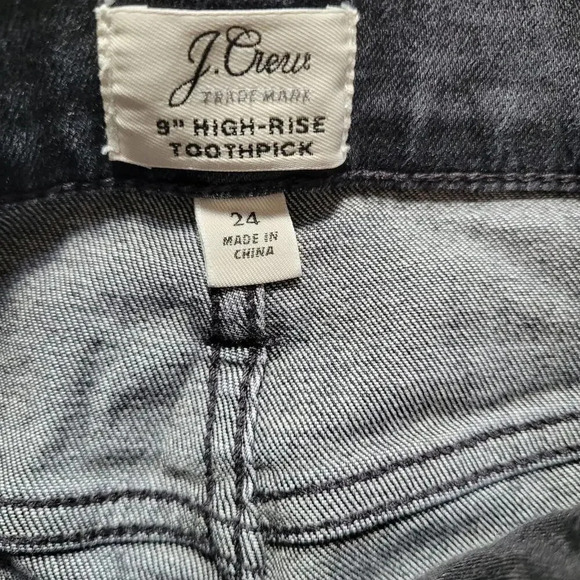 J.Crew
TRADEMARK
9" HIGH-RISE
TOOTHPICK
24
MADE IN
CHINA